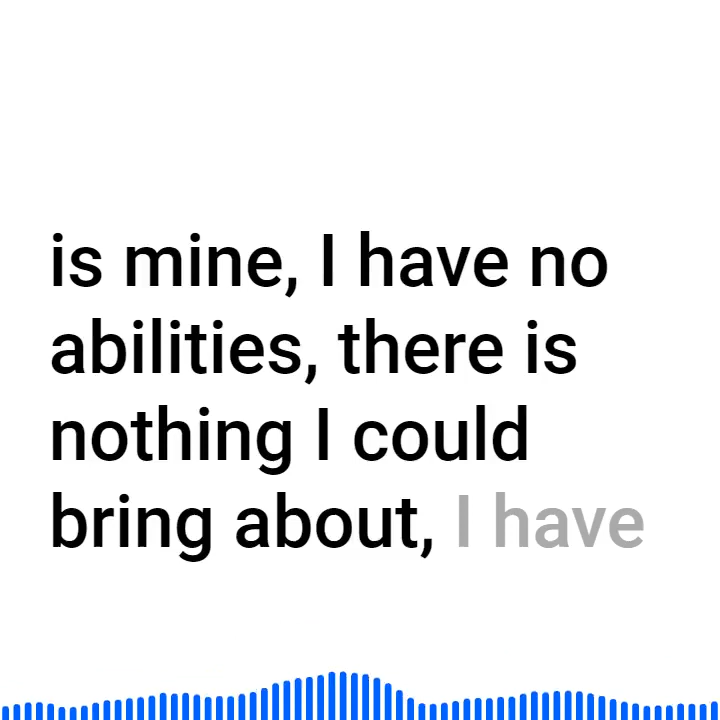 is mine, I have no
abilities, there is
nothing I could
bring about, I have